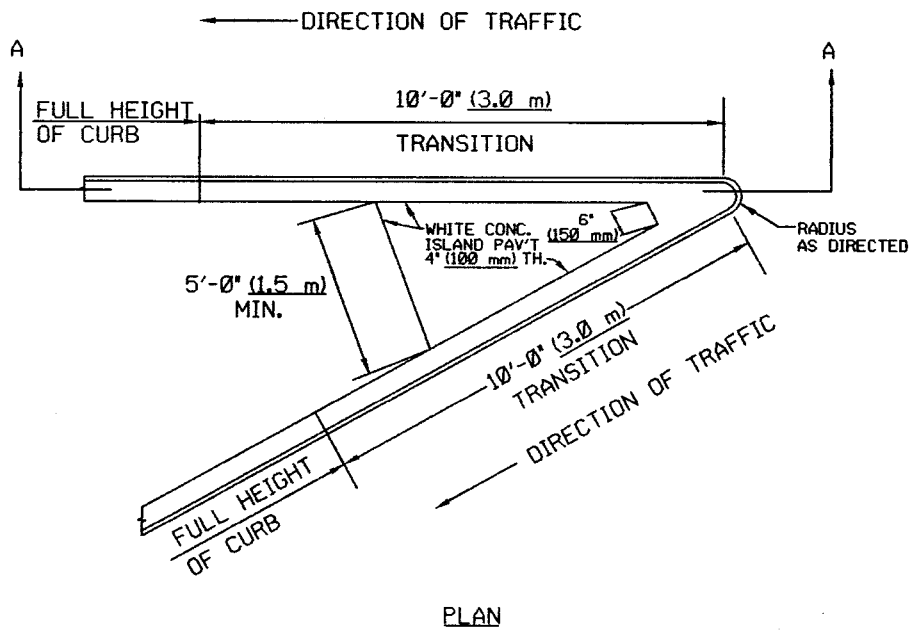 DIRECTION OF TRAFFIC
A
A
FULL HEIGHT
OF CURB
10'-0" (3.0 m)
TRANSITION
WHITE CONC.
ISLAND PAV'T
4" (100 mm) TH.
6"
(150 mm)
RADIUS
AS DIRECTED
5'-0" (1.5 m)
MIN.
10'-0" (3.0 m)
TRANSITION
DIRECTION OF TRAFFIC
FULL HEIGHT
OF CURB
PLAN